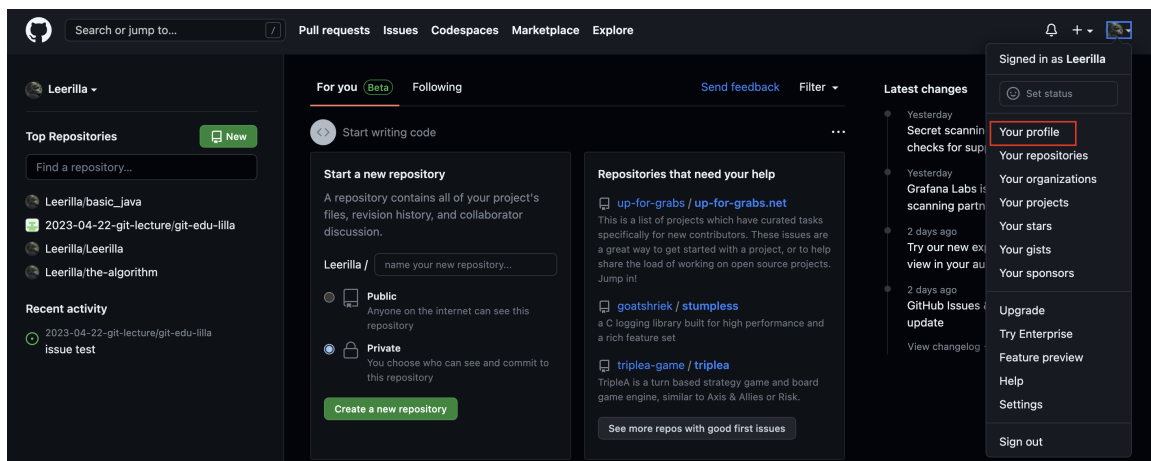 Search or jump to...
/
Pull requests Issues Codespaces Marketplace Explore
Leerilla
Top Repositories
New
Find a repository...
Leerilla/basic_java
2023-04-22-git-lecture/git-edu-lilla
Leerilla/Leerilla
Leerilla/the-algorithm
Recent activity
2023-04-22-git-lecture/git-edu-lilla
issue test
For you Beta Following
Send feedback Filter
Start writing code
Start a new repository
A repository contains all of your project's
files, revision history, and collaborator
discussion.
Leerilla / name your new repository...
Public
Anyone on the internet can see this
repository
Private
You choose who can see and commit to
this repository
Create a new repository
Repositories that need your help
up-for-grabs / up-for-grabs.net
This is a list of projects which have curated tasks
specifically for new contributors. These issues are
a great way to get started with a project, or to help
share the load of working on open source projects.
Jump in!
goatshriek / stumpless
a C logging library built for high performance and
a rich feature set
triplea-game / triplea
TripleA is a turn based strategy game and board
game engine, similar to Axis & Allies or Risk.
See more repos with good first issues
Latest changes
Yesterday
Secret scannin
checks for sup
Yesterday
Grafana Labs is
scanning partn
2 days ago
Try our new exp
view in your au
2 days ago
GitHub Issues &
update
View changelog
Signed in as Leerilla
Set status
Your profile
Your repositories
Your organizations
Your projects
Your stars
Your gists
Your sponsors
Upgrade
Try Enterprise
Feature preview
Help
Settings
Sign out